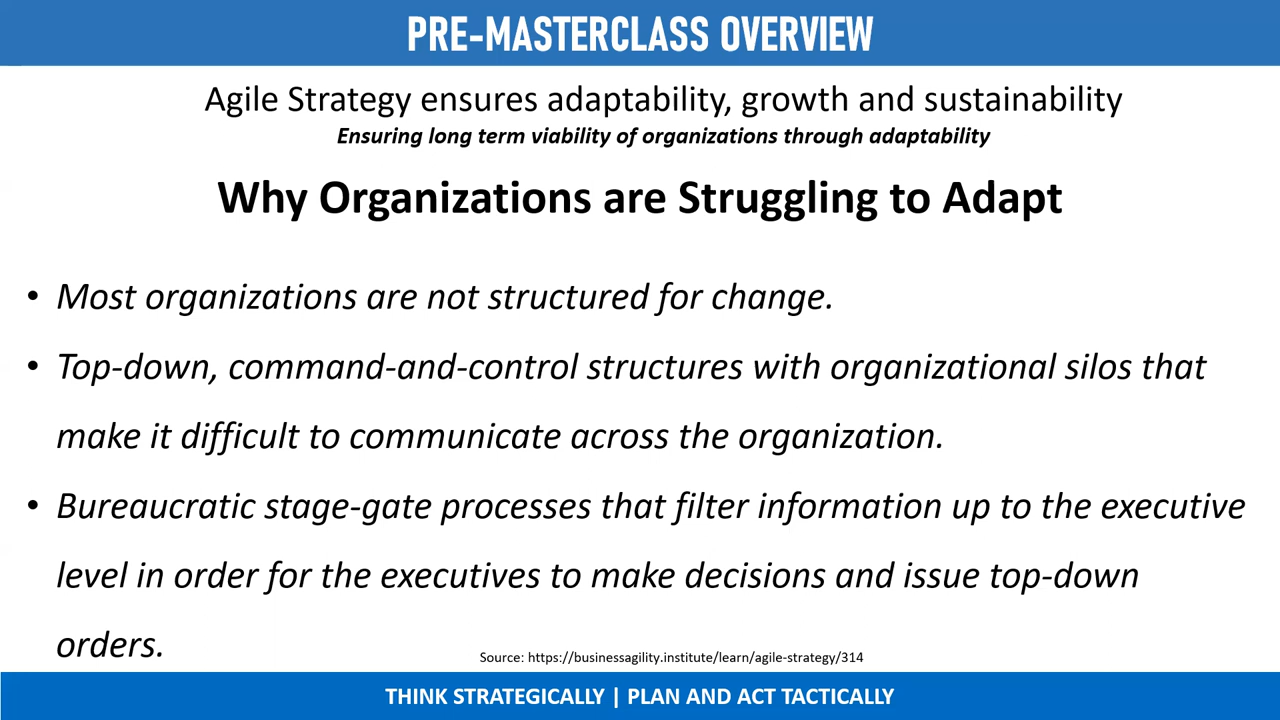 PRE-MASTERCLASS OVERVIEW
Agile Strategy ensures adaptability, growth and sustainability
Ensuring long term viability of organizations through adaptability
Why Organizations are Struggling to Adapt
• Most organizations are not structured for change.
• Top-down, command-and-control structures with organizational silos that
make it difficult to communicate across the organization.
• Bureaucratic stage-gate processes that filter information up to the executive
level in order for the executives to make decisions and issue top-down
orders.
Source: https://businessagility.institute/learn/agile-strategy/314
THINK STRATEGICALLY | PLAN AND ACT TACTICALLY